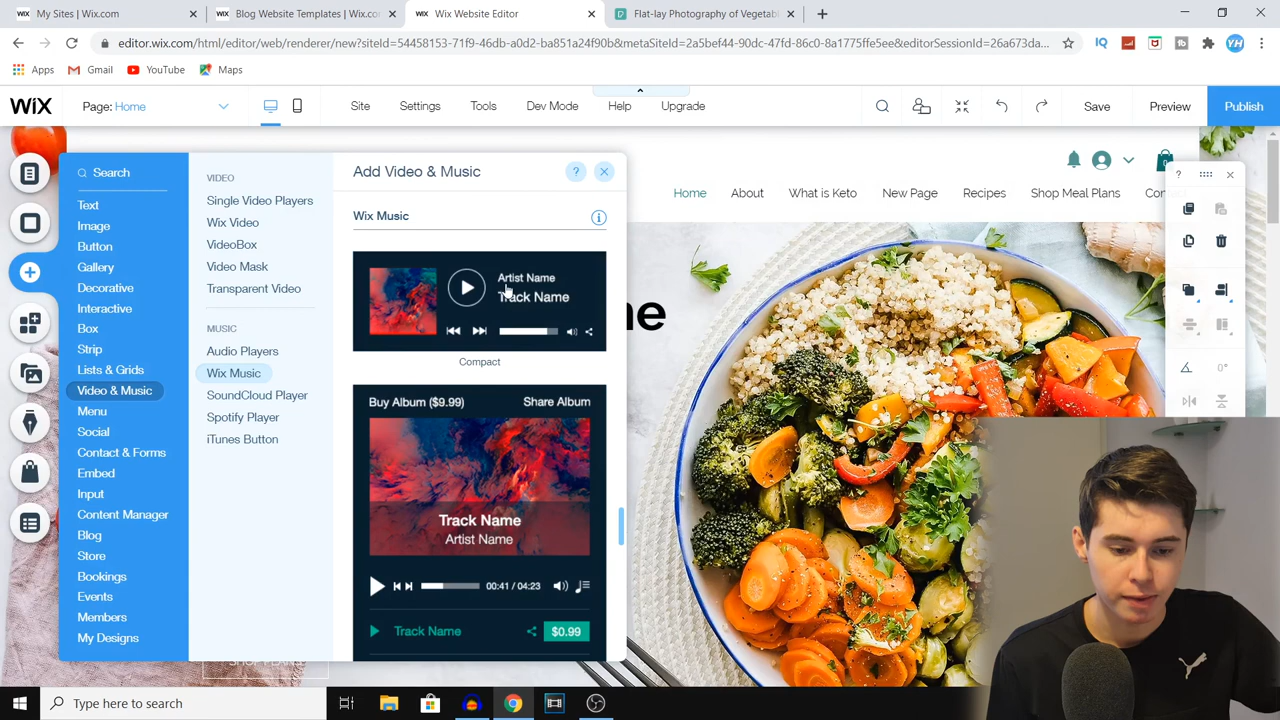 My Sites | Wix.com
Blog Website Templates | Wix.co
Wix Website Editor
Flat-lay Photography of Vegetabl
editor.wix.com/html/editor/web/renderer/new?siteId=54458153-71f9-46db-a0d2-ba851a24f90b&metaSiteId=2a5bef44-90dc-47fd-86c0-8a1775ffe5ee&editorSessionId=26a673da...
Apps
Gmail
YouTube
Maps
WiX
Page: Home
Site
Settings
Tools
Dev Mode
Help
Upgrade
Save
Preview
Publish
Search
Text
Image
Button
Gallery
Decorative
Interactive
Box
Strip
Lists & Grids
Video & Music
Menu
Social
Contact & Forms
Embed
Input
Content Manager
Blog
Store
Bookings
Events
Members
My Designs
VIDEO
Single Video Players
Wix Video
VideoBox
Video Mask
Transparent Video
MUSIC
Audio Players
Wix Music
SoundCloud Player
Spotify Player
iTunes Button
Add Video & Music
?
Wix Music
Artist Name
Track Name
Compact
Buy Album ($9.99)
Share Album
Track Name
Artist Name
00:41 / 04:23
Track Name
$0.99
Home
About
What is Keto
New Page
Recipes
Shop Meal Plans
Con
me
?
0°
YH
IQ
Type here to search